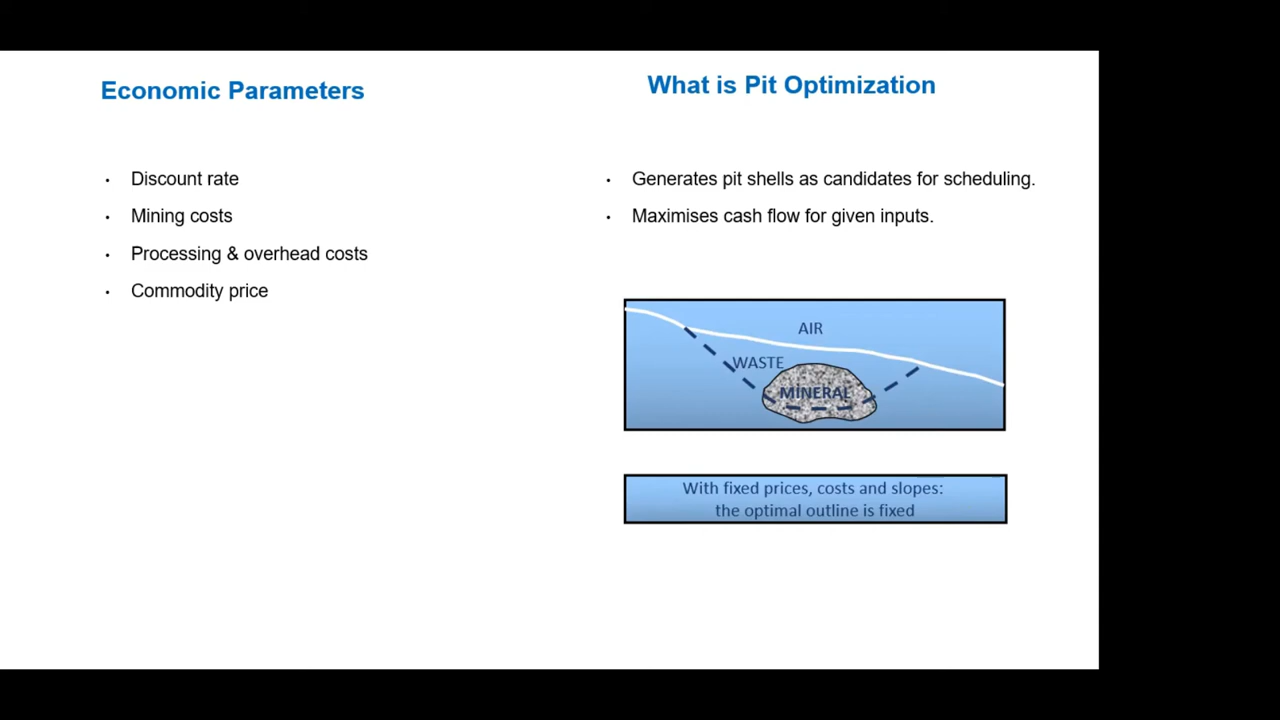 Economic Parameters
• Discount rate
• Mining costs
• Processing & overhead costs
• Commodity price
What is Pit Optimization
• Generates pit shells as candidates for scheduling.
• Maximises cash flow for given inputs.
AIR
WASTE
MINERAL
With fixed prices, costs and slopes:
the optimal outline is fixed